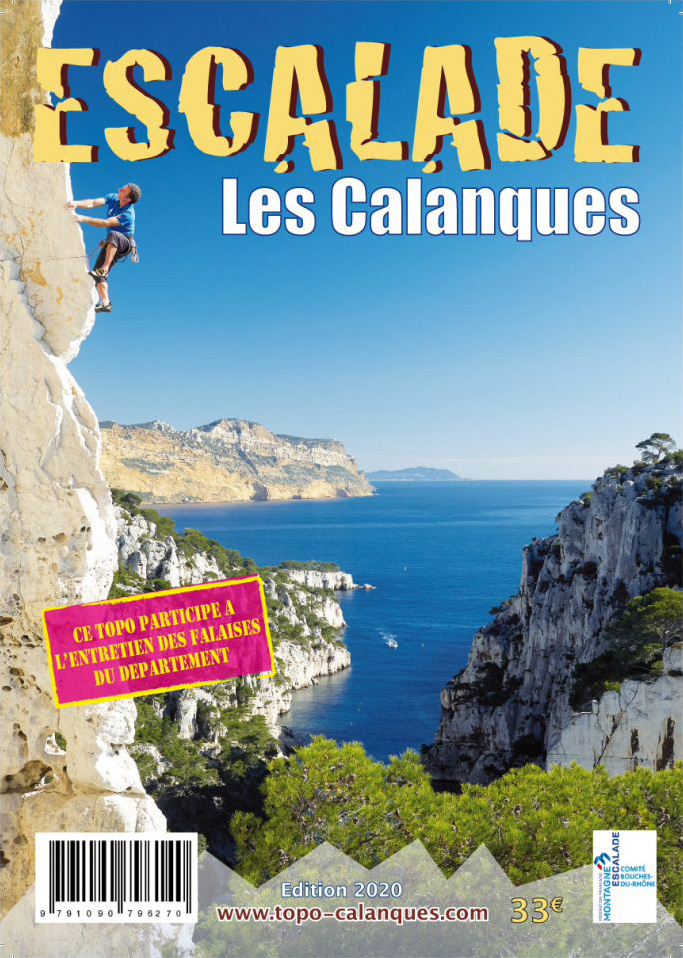 ESCALADE
Les Calanques
CE TOPO PARTICIPE A
L'ENTRETIEN DES FALAISES
DU DEPARTEMENT
9 791090 796270
Edition 2020
www.topo-calanques.com
33€
FÉDÉRATION FRANÇAISE
MONTAGNE
ESCALADE
COMITÉ
BOUCHES-
DU-RHÔNE